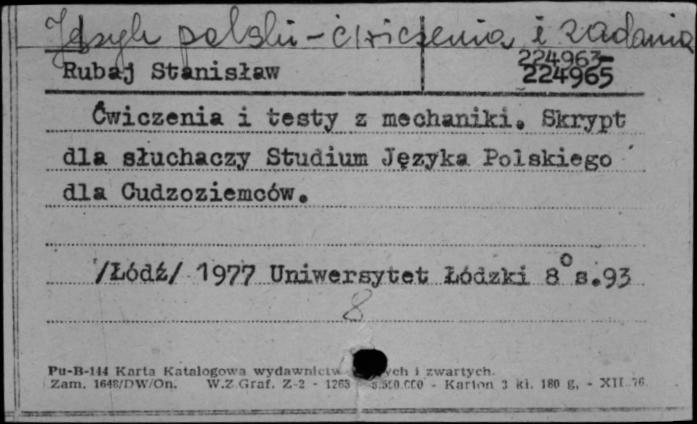 Język polski - ćwiczenia i zadania
224963-
Rubaj Stanisław 224965
Ćwiczenia i testy z mechaniki. Skrypt
dla słuchaczy Studium Języka Polskiego
dla Cudzoziemców.
/Łódź/ 1977 Uniwersytet Łódzki 8° s.93
8
Pu-B-144 Karta Katalogowa wydawnictw i zwartych.
Zam. 1648/DW/On. W.Z.Graf. Z-2 - 1263 - Karton 3 kl. 180 g, - XII.76